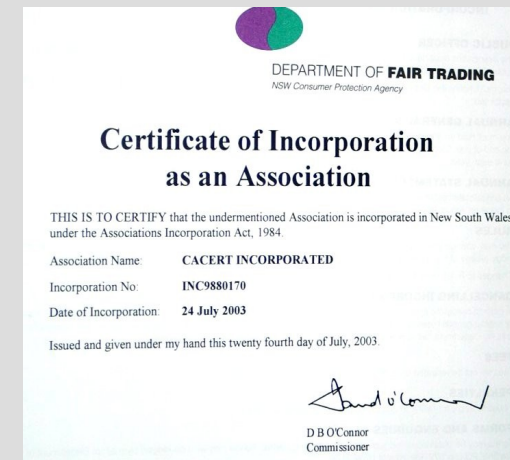 DEPARTMENT OF FAIR TRADING
NSW Consumer Protection Agency
Certificate of Incorporation
as an Association
THIS IS TO CERTIFY that the undermentioned Association is incorporated in New South Wales
under the Associations Incorporation Act, 1984.
Association Name: CACERT INCORPORATED
Incorporation No: INC9880170
Date of Incorporation: 24 July 2003
Issued and given under my hand this twenty fourth day of July, 2003.
D B O'Connor
Commissioner